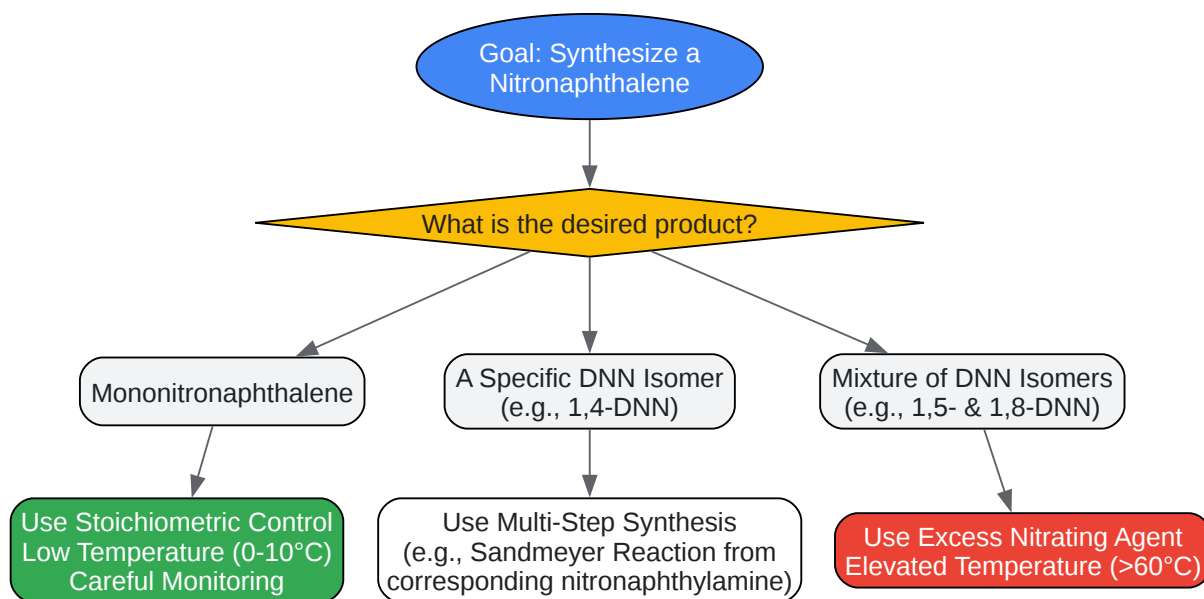 Goal: Synthesize a
Nitronaphthalene
What is the desired product?
Mononitronaphthalene
A Specific DNN Isomer
(e.g., 1,4-DNN)
Mixture of DNN Isomers
(e.g., 1,5- & 1,8-DNN)
Use Stoichiometric Control
Low Temperature (0-10°C)
Careful Monitoring
Use Multi-Step Synthesis
(e.g., Sandmeyer Reaction from
corresponding nitronaphthylamine)
Use Excess Nitrating Agent
Elevated Temperature (>60°C)